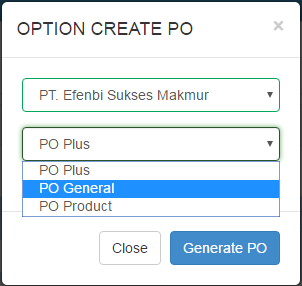 OPTION CREATE PO ×
PT. Efenbi Sukses Makmur
PO Plus
PO Plus
PO General
PO Product
Close Generate PO